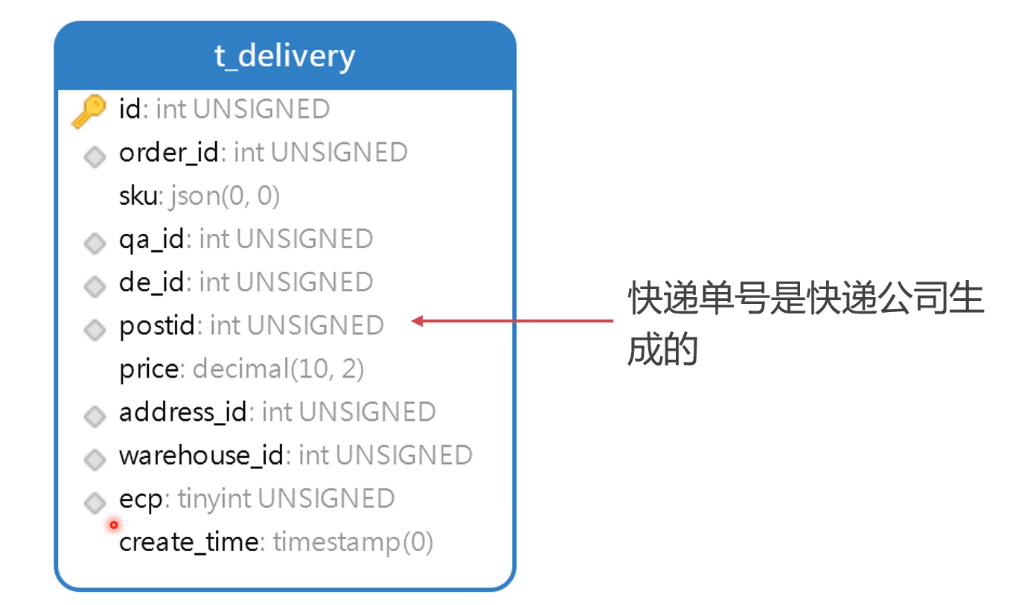 t_delivery
id: int UNSIGNED
order_id: int UNSIGNED
sku: json(0, 0)
qa_id: int UNSIGNED
de_id: int UNSIGNED
postid: int UNSIGNED
price: decimal(10, 2)
address_id: int UNSIGNED
warehouse_id: int UNSIGNED
ecp: tinyint UNSIGNED
create_time: timestamp(0)
快递单号是快递公司生
成的